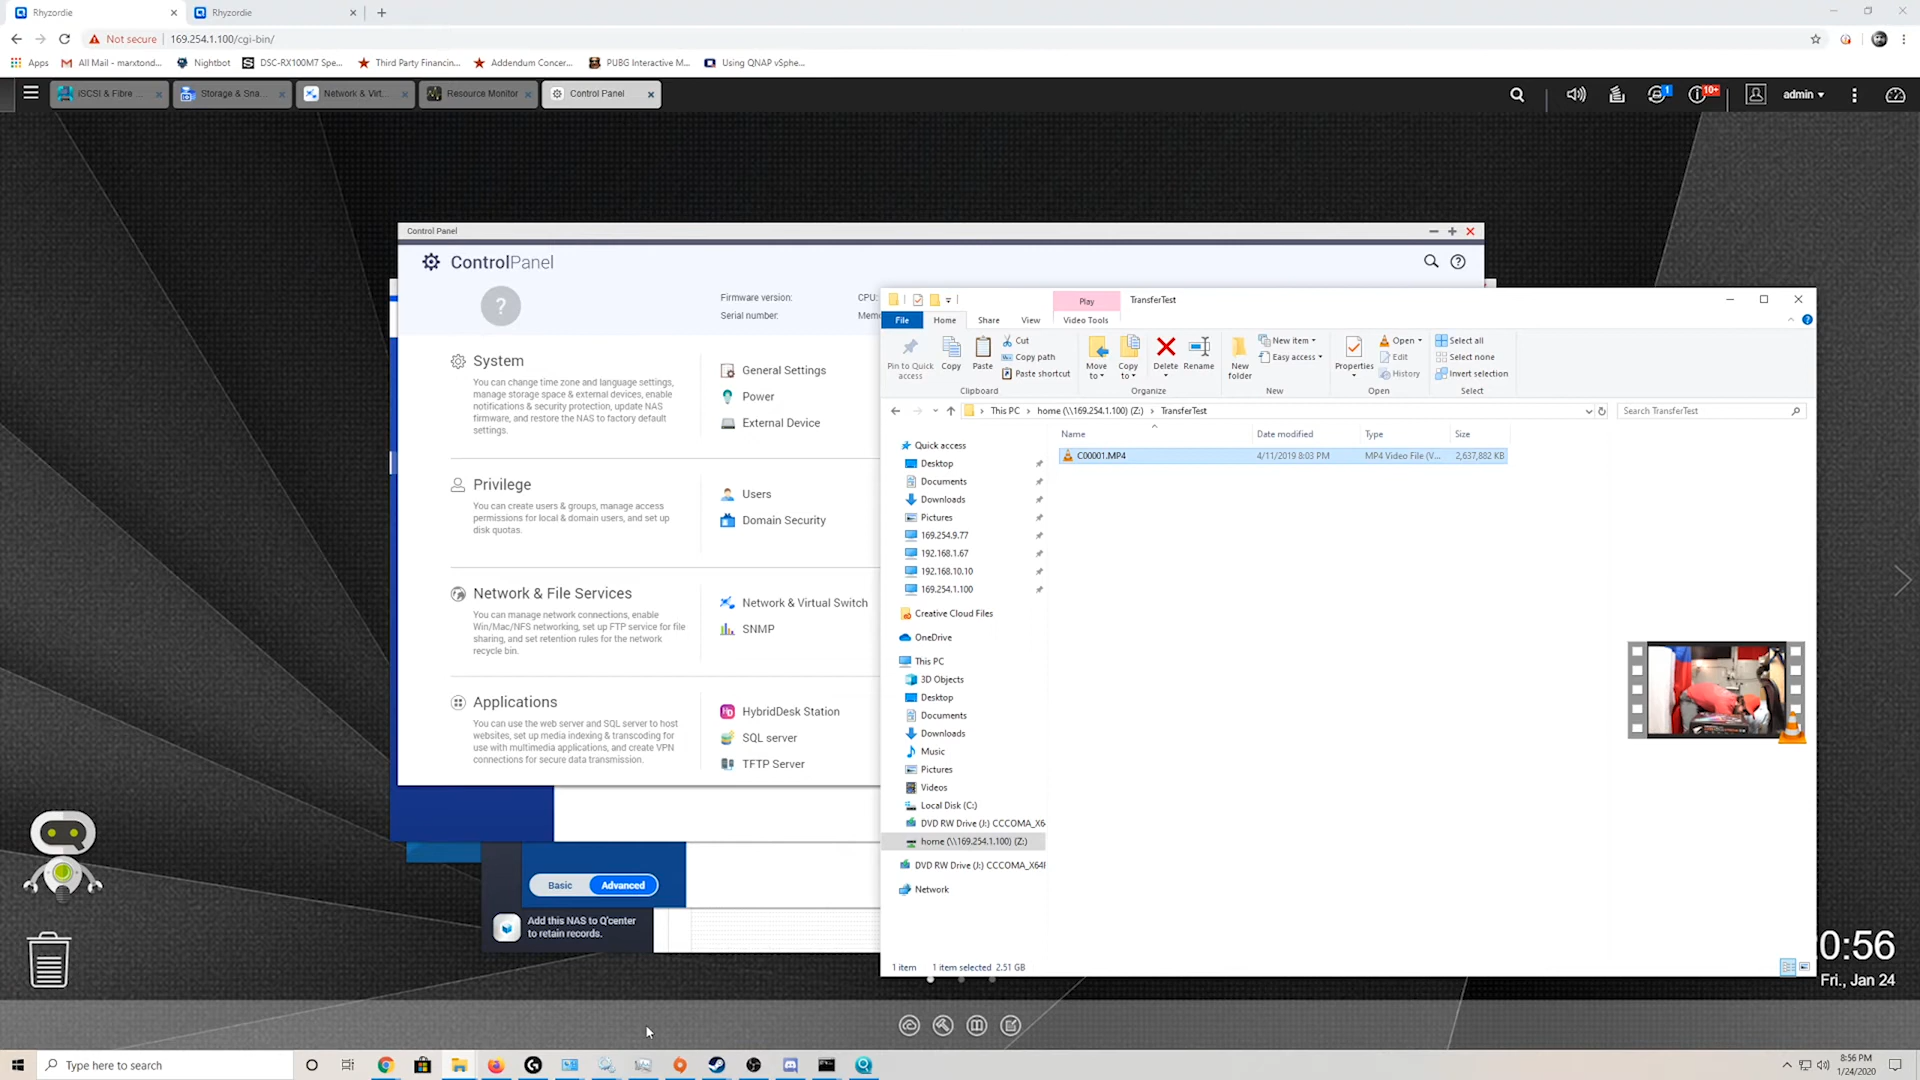 Rhyzordie
Rhyzordie
Not secure
169.254.1.100/cgi-bin/
Apps
All Mail - marxtond...
Nightbot
DSC-RX100M7 Spe...
Third Party Financin...
Addendum Concer...
PUBG Interactive M...
Using QNAP vSphe...
iSCSI & Fibre ...
Storage & Sna...
Network & Virt...
Resource Monitor
Control Panel
1
10+
admin
Control Panel
ControlPanel
Firmware version:
CPU:
Serial number:
Memo
System
You can change time zone and language settings,
manage storage space & external devices, enable
notifications & security protection, update NAS
firmware, and restore the NAS to factory default
settings.
General Settings
Power
External Device
Privilege
You can create users & groups, manage access
permissions for local & domain users, and set up
disk quotas.
Users
Domain Security
Network & File Services
You can manage network connections, enable
Win/Mac/NFS networking, set up FTP service for file
sharing, and set retention rules for the network
recycle bin.
Network & Virtual Switch
SNMP
Applications
You can use the web server and SQL server to host
websites, set up media indexing & transcoding for
use with multimedia applications, and create VPN
connections for secure data transmission.
HybridDesk Station
SQL server
TFTP Server
Basic
Advanced
Add this NAS to Q'center
to retain records.
Play
TransferTest
File
Home
Share
View
Video Tools
Pin to Quick
access
Copy
Paste
Cut
Copy path
Paste shortcut
Clipboard
Move
to
Copy
to
Delete
Rename
Organize
New
folder
New item
Easy access
New
Properties
Open
Edit
History
Open
Select all
Select none
Invert selection
Select
This PC
home (\\169.254.1.100) (Z:)
TransferTest
Search TransferTest
Name
Date modified
Type
Size
C00001.MP4
4/11/2019 8:03 PM
MP4 Video File (V...
2,637,882 KB
Quick access
Desktop
Documents
Downloads
Pictures
169.254.9.77
192.168.1.67
192.168.10.10
169.254.1.100
Creative Cloud Files
OneDrive
This PC
3D Objects
Desktop
Documents
Downloads
Music
Pictures
Videos
Local Disk (C:)
DVD RW Drive (J:) CCCOMA_X6
home (\\169.254.1.100) (Z:)
DVD RW Drive (J:) CCCOMA_X64F
Network
1 item
1 item selected
2.51 GB
0:56
Fri., Jan 24
Type here to search
8:56 PM
1/24/2020